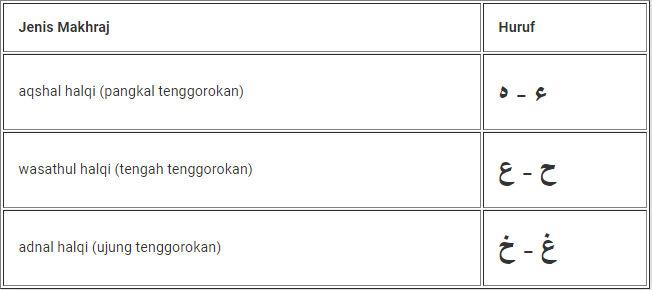 Jenis Makhraj Huruf
aqshal halqi (pangkal tenggorokan) ء - ه
wasathul halqi (tengah tenggorokan) ح - ع
adnal halqi (ujung tenggorokan) غ - خ